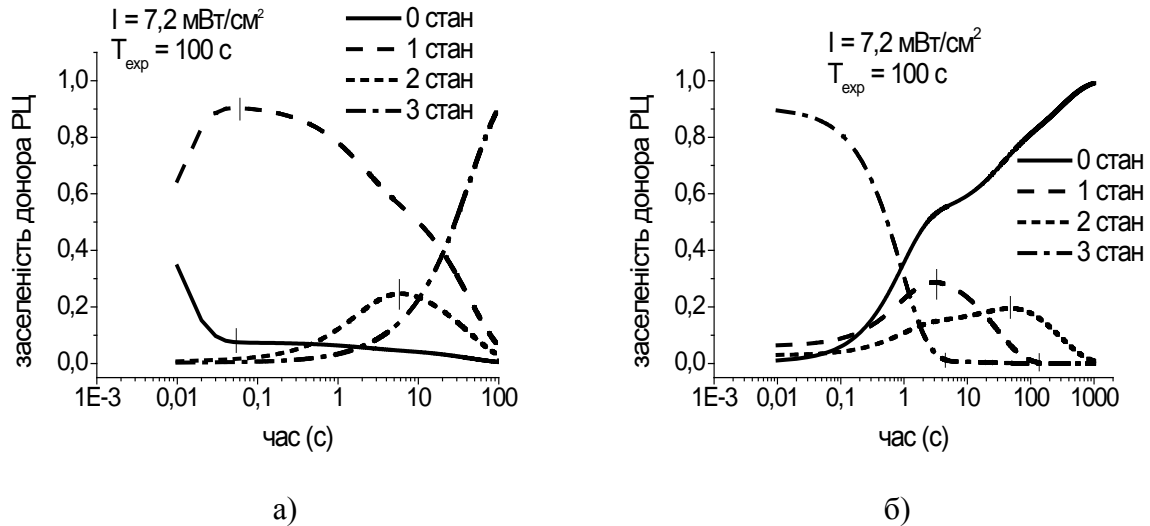 I = 7,2 мВт/см²
T_exp = 100 с
0 стан
1 стан
2 стан
3 стан
заселеність донора РЦ
1,0
0,8
0,6
0,4
0,2
0,0
1E-3 0,01 0,1 1 10 100
час (с)
а)
I = 7,2 мВт/см²
T_exp = 100 с
0 стан
1 стан
2 стан
3 стан
заселеність донора РЦ
1,0
0,8
0,6
0,4
0,2
0,0
1E-3 0,01 0,1 1 10 100 1000
час (с)
б)